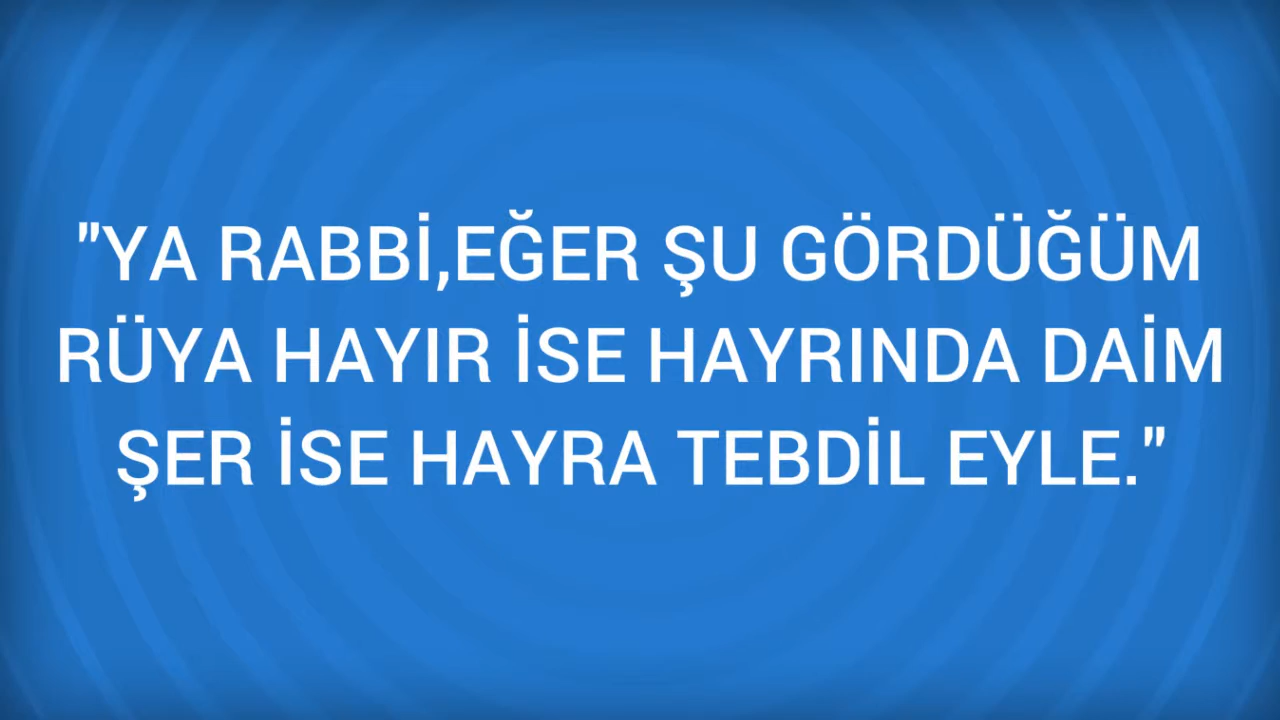 "YA RABBİ,EĞER ŞU GÖRDÜĞÜM
RÜYA HAYIR İSE HAYRINDA DAİM
ŞER İSE HAYRA TEBDİL EYLE."